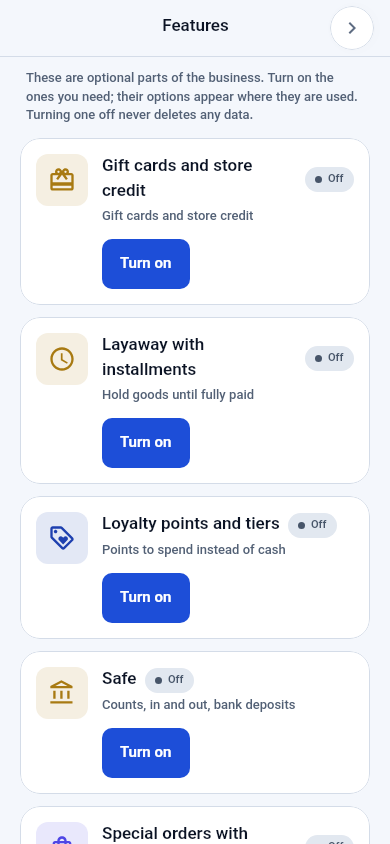 Features
These are optional parts of the business. Turn on the
ones you need; their options appear where they are used.
Turning one off never deletes any data.
Gift cards and store
credit
Off
Gift cards and store credit
Turn on
Layaway with
installments
Off
Hold goods until fully paid
Turn on
Loyalty points and tiers
Off
Points to spend instead of cash
Turn on
Safe
Off
Counts, in and out, bank deposits
Turn on
Special orders with